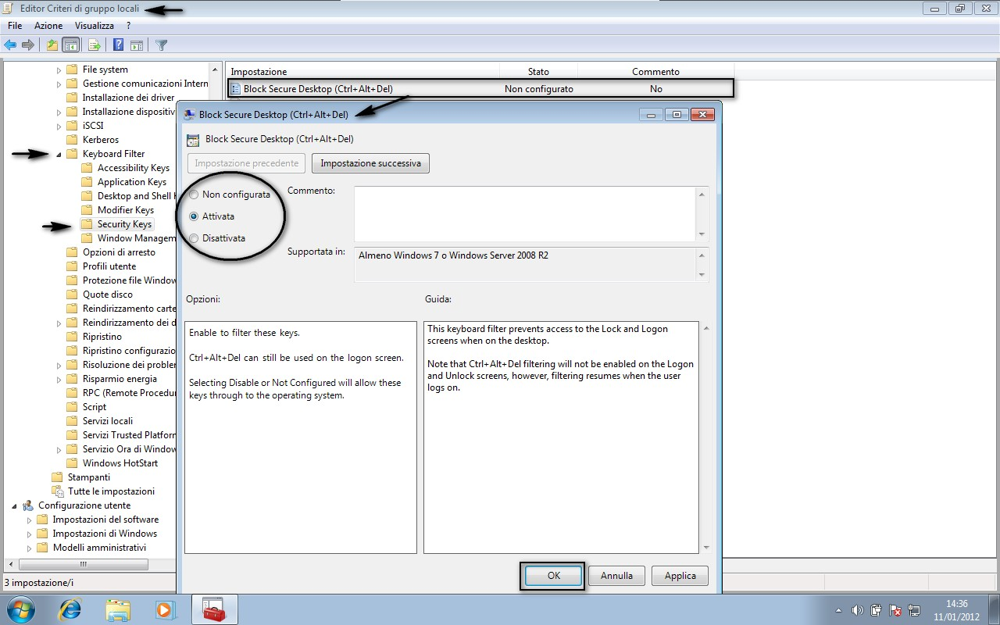 Editor Criteri di gruppo locali
File Azione Visualizza ?
File system
Gestione comunicazioni Intern
Installazione dei driver
Installazione dispositiv
iSCSI
Kerberos
Keyboard Filter
Accessibility Keys
Application Keys
Desktop and Shell
Modifier Keys
Security Keys
Window Managem
Opzioni di arresto
Profili utente
Protezione file Window
Quote disco
Reindirizzamento carte
Reindirizzamento dei d
Ripristino
Ripristino configurazio
Risoluzione dei probler
Risparmio energia
RPC (Remote Procedur
Script
Servizi locali
Servizi Trusted Platforn
Servizio Ora di Window
Windows HotStart
Stampanti
Tutte le impostazioni
Configurazione utente
Impostazioni del software
Impostazioni di Windows
Modelli amministrativi
3 impostazione/i
Impostazione Stato Commento
Block Secure Desktop (Ctrl+Alt+Del) Non configurato No
Block Secure Desktop (Ctrl+Alt+Del)
Block Secure Desktop (Ctrl+Alt+Del)
Impostazione precedente Impostazione successiva
Non configurata
Attivata
Disattivata
Commento:
Supportata in:
Almeno Windows 7 o Windows Server 2008 R2
Opzioni:
Guida:
Enable to filter these keys.
Ctrl+Alt+Del can still be used on the logon screen.
Selecting Disable or Not Configured will allow these
keys through to the operating system.
This keyboard filter prevents access to the Lock and Logon
screens when on the desktop.
Note that Ctrl+Alt+Del filtering will not be enabled on the Logon
and Unlock screens, however, filtering resumes when the user
logs on.
OK Annulla Applica
14:36
11/01/2012